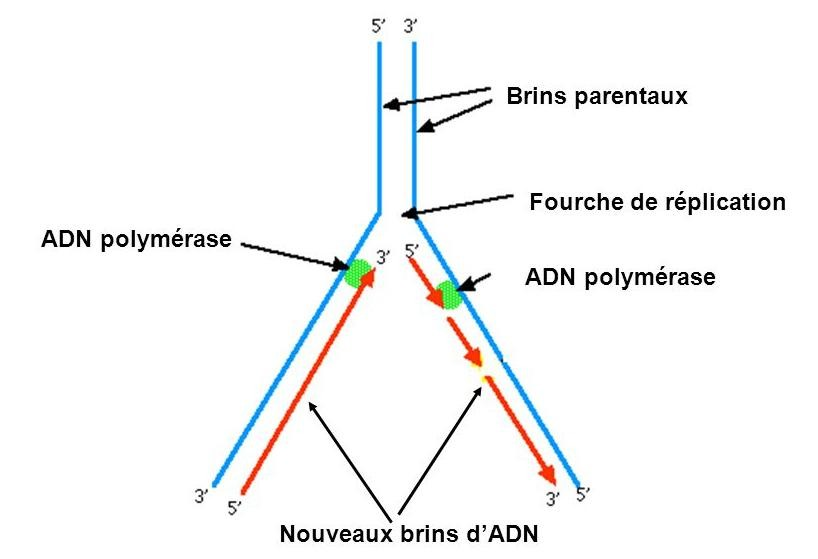 5’ 3’
Brins parentaux
Fourche de réplication
ADN polymérase
3’ 5’
ADN polymérase
3’ 5’
3’ 5’
Nouveaux brins d’ADN